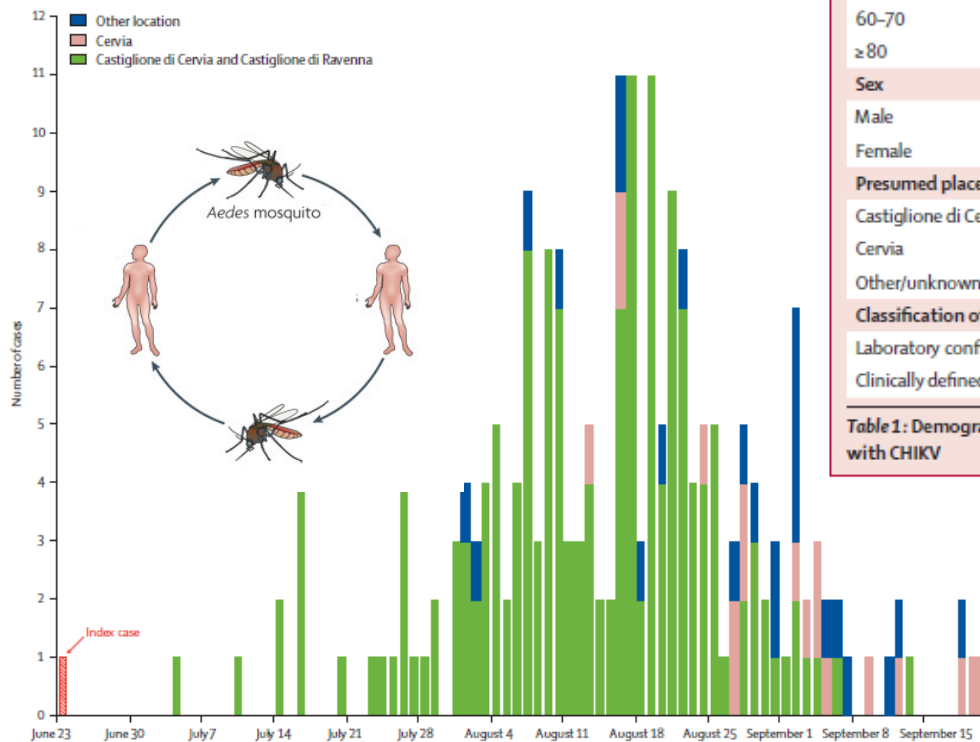 12
11
10
9
8
7
6
5
4
3
2
1
0
Number of cases
Other location
Cervia
Castiglione di Cervia and Castiglione di Ravenna
Aedes mosquito
Index case
June 23
June 30
July 7
July 14
July 21
July 28
August 4
August 11
August 18
August 25
September 1
September 8
September 15
60–70
≥80
Sex
Male
Female
Presumed place
Castiglione di Ce
Cervia
Other/unknown
Classification o
Laboratory conf
Clinically defined
Table 1: Demogra
with CHIKV